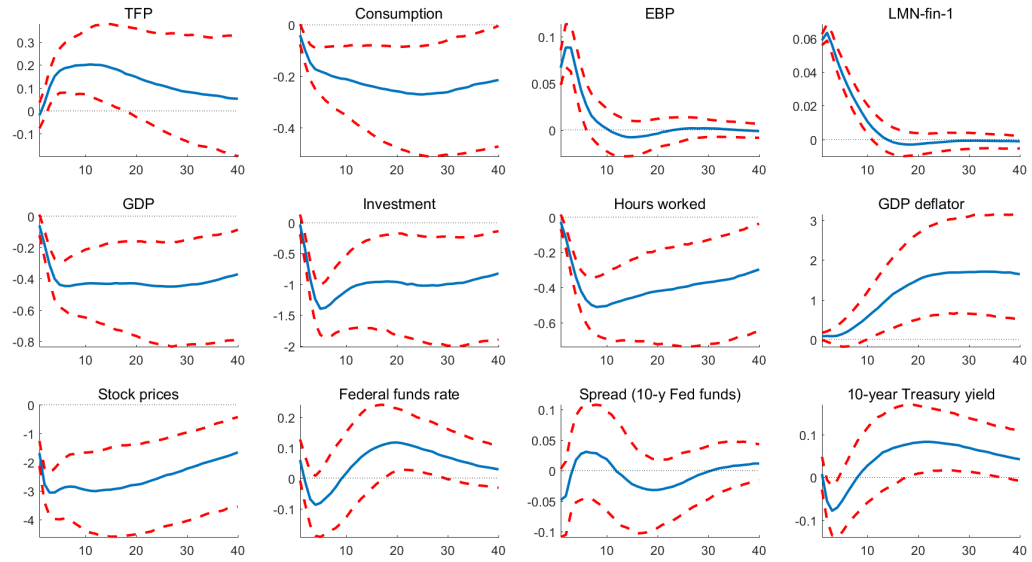 TFP
0.3
0.2
0.1
0
-0.1
10 20 30 40
Consumption
0
-0.2
-0.4
10 20 30 40
EBP
0.1
0.05
0
10 20 30 40
LMN-fin-1
0.06
0.04
0.02
0
10 20 30 40
GDP
0
-0.2
-0.4
-0.6
-0.8
10 20 30 40
Investment
0
-0.5
-1
-1.5
-2
10 20 30 40
Hours worked
0
-0.2
-0.4
-0.6
10 20 30 40
GDP deflator
3
2
1
0
10 20 30 40
Stock prices
0
-1
-2
-3
-4
10 20 30 40
Federal funds rate
0.2
0.1
0
-0.1
10 20 30 40
Spread (10-y Fed funds)
0.1
0.05
0
-0.05
-0.1
10 20 30 40
10-year Treasury yield
0.1
0
-0.1
10 20 30 40